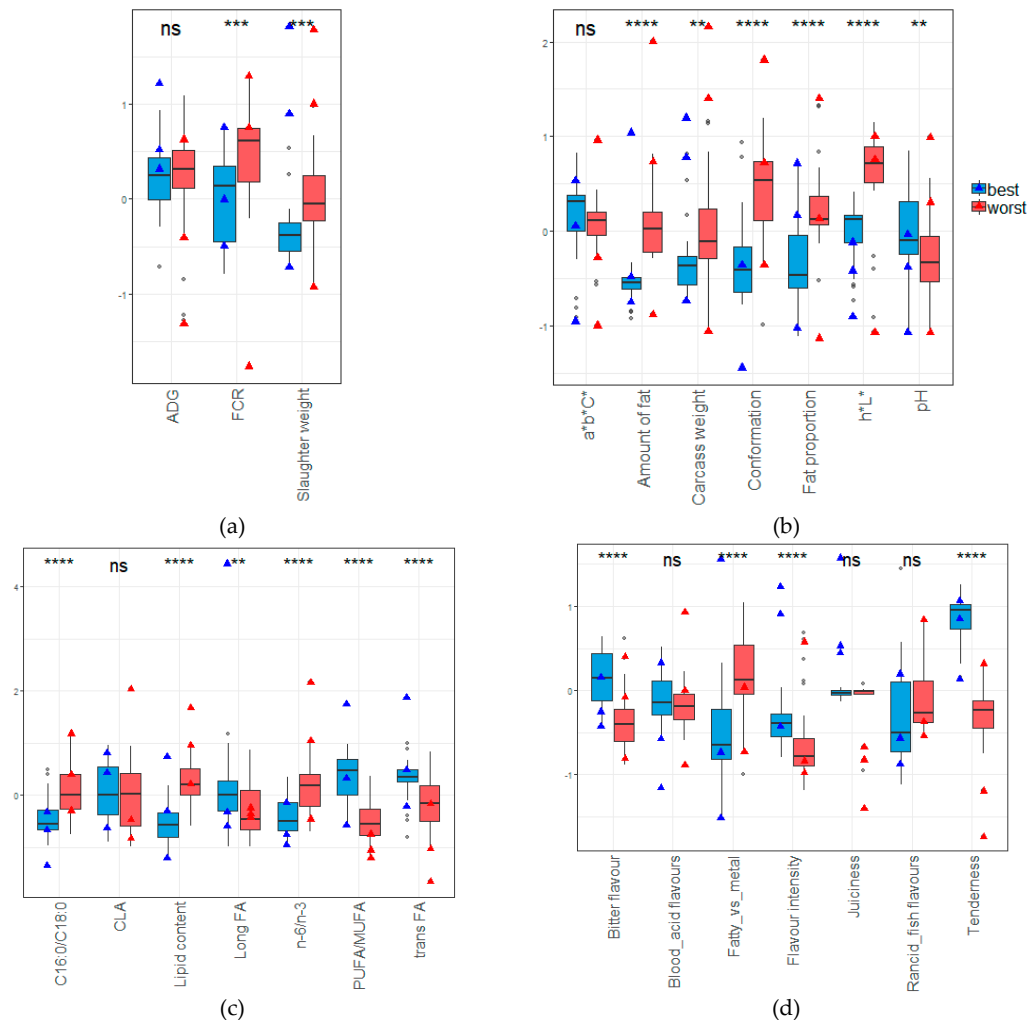 ns
***
***
1
0
-1
ADG
FCR
Slaughter weight
(a)
ns
****
**
****
****
****
**
2
1
0
-1
a*b*C*
Amount of fat
Carcass weight
Conformation
Fat proportion
h*L*
pH
(b)
best
worst
****
ns
****
**
****
****
****
4
2
0
C16:0/C18:0
CLA
Lipid content
Long FA
n-6/n-3
PUFA/MUFA
trans FA
(c)
****
ns
****
****
ns
ns
****
1
0
-1
Bitter flavour
Blood_acid flavours
Fatty_vs_metal
Flavour intensity
Juiciness
Rancid_fish flavours
Tenderness
(d)